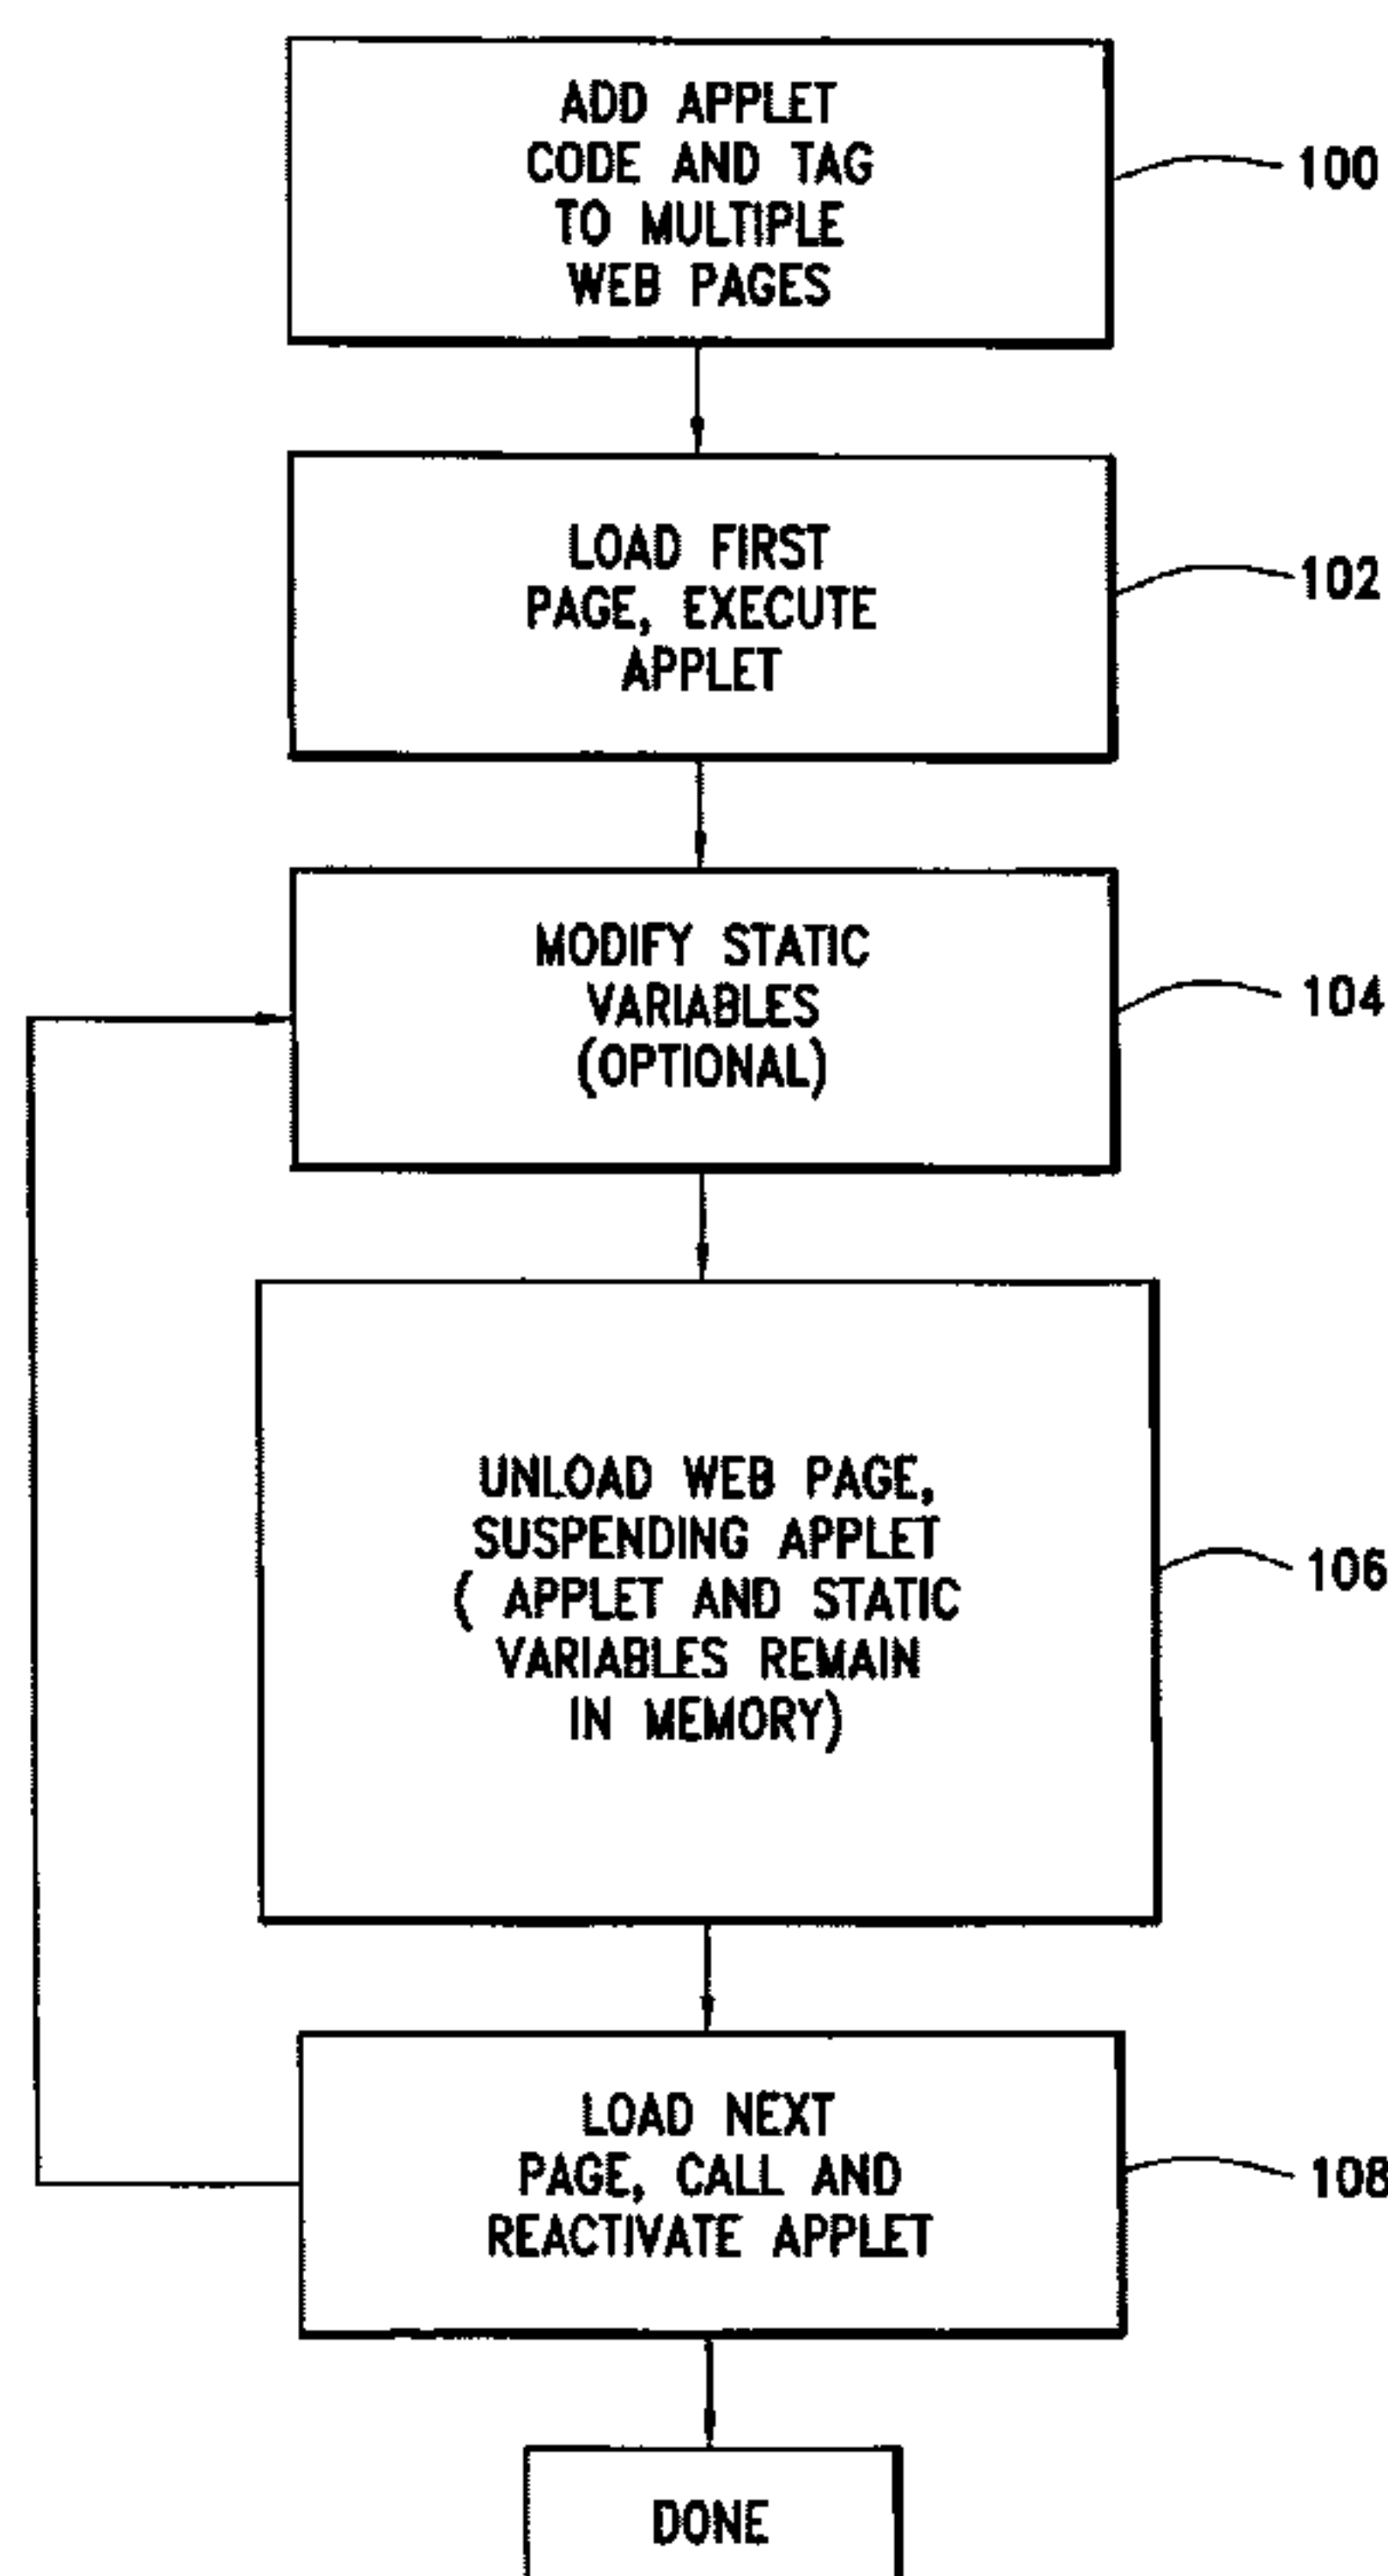 ADD APPLET
CODE AND TAG
TO MULTIPLE
WEB PAGES
100
LOAD FIRST
PAGE, EXECUTE
APPLET
102
MODIFY STATIC
VARIABLES
(OPTIONAL)
104
UNLOAD WEB PAGE,
SUSPENDING APPLET
( APPLET AND STATIC
VARIABLES REMAIN
IN MEMORY)
106
LOAD NEXT
PAGE, CALL AND
REACTIVATE APPLET
108
DONE